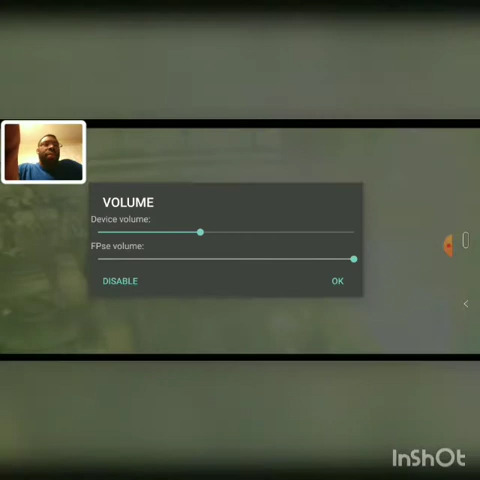 VOLUME
Device volume:
FPse volume:
DISABLE
OK
InShOt